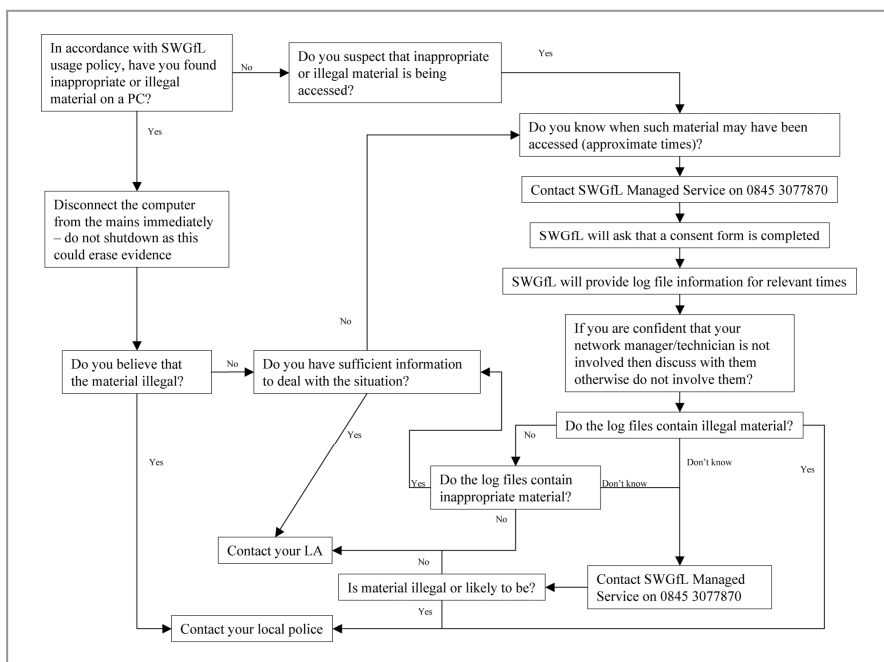 In accordance with SWGfL
usage policy, have you found
inappropriate or illegal
material on a PC?
No
Do you suspect that inappropriate
or illegal material is being
accessed?
Yes
Yes
Do you know when such material may have been
accessed (approximate times)?
Contact SWGfL Managed Service on 0845 3077870
Disconnect the computer
from the mains immediately
– do not shutdown as this
could erase evidence
SWGfL will ask that a consent form is completed
SWGfL will provide log file information for relevant times
No
If you are confident that your
network manager/technician is not
involved then discuss with them
otherwise do not involve them?
Do you believe that
the material illegal?
No
Do you have sufficient information
to deal with the situation?
Do the log files contain illegal material?
No
Yes
Yes
Don't know
Yes
Do the log files contain
inappropriate material?
Yes
Don't know
No
Contact your LA
No
Contact SWGfL Managed
Service on 0845 3077870
Is material illegal or likely to be?
Yes
Contact your local police